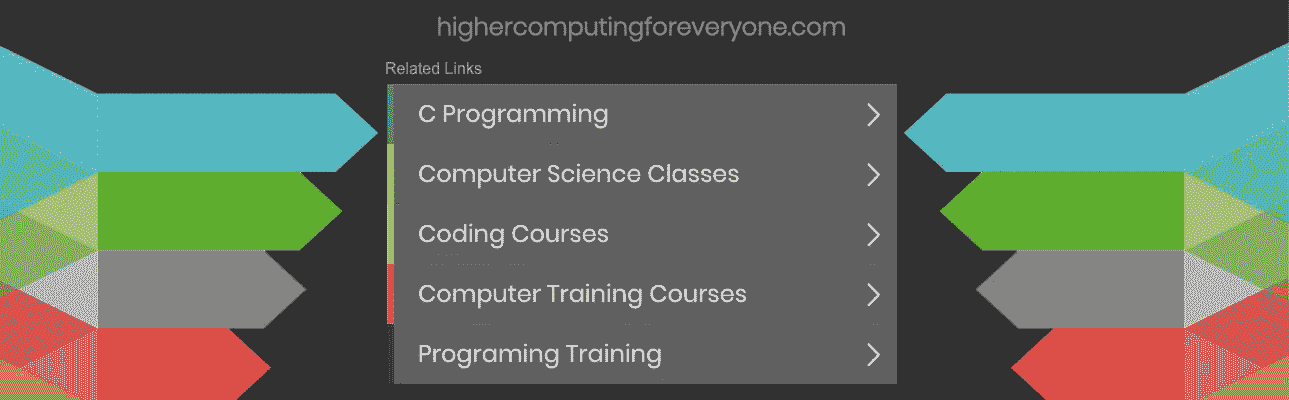 highercomputingforeveryone.com
Related Links
C Programming
Computer Science Classes
Coding Courses
Computer Training Courses
Programing Training